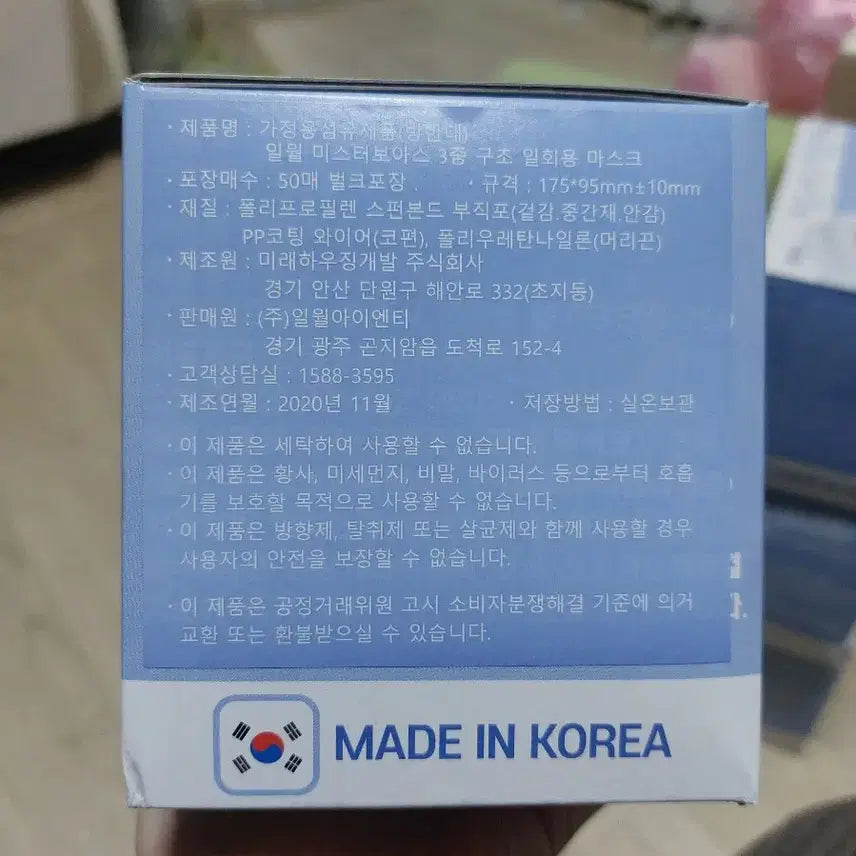 · 제품명 : 가정용섬유제품(방한대)
일월 미스터보아스 3중 구조 일회용 마스크
· 포장매수 : 50매 벌크포장 · 규격 : 175*95mm±10mm
· 재질 : 폴리프로필렌 스펀본드 부직포(겉감.중간재.안감)
PP코팅 와이어(코편), 폴리우레탄나일론(머리끈)
· 제조원 : 미래하우징개발 주식회사
경기 안산 단원구 해안로 332(초지동)
· 판매원 : (주)일월아이엔티
경기 광주 곤지암읍 도척로 152-4
· 고객상담실 : 1588-3595
· 제조연월 : 2020년 11월 · 저장방법 : 실온보관
· 이 제품은 세탁하여 사용할 수 없습니다.
· 이 제품은 황사, 미세먼지, 비말, 바이러스 등으로부터 호흡
기를 보호할 목적으로 사용할 수 없습니다.
· 이 제품은 방향제, 탈취제 또는 살균제와 함께 사용할 경우
사용자의 안전을 보장할 수 없습니다.
· 이 제품은 공정거래위원 고시 소비자분쟁해결 기준에 의거
교환 또는 환불받으실 수 있습니다.
MADE IN KOREA